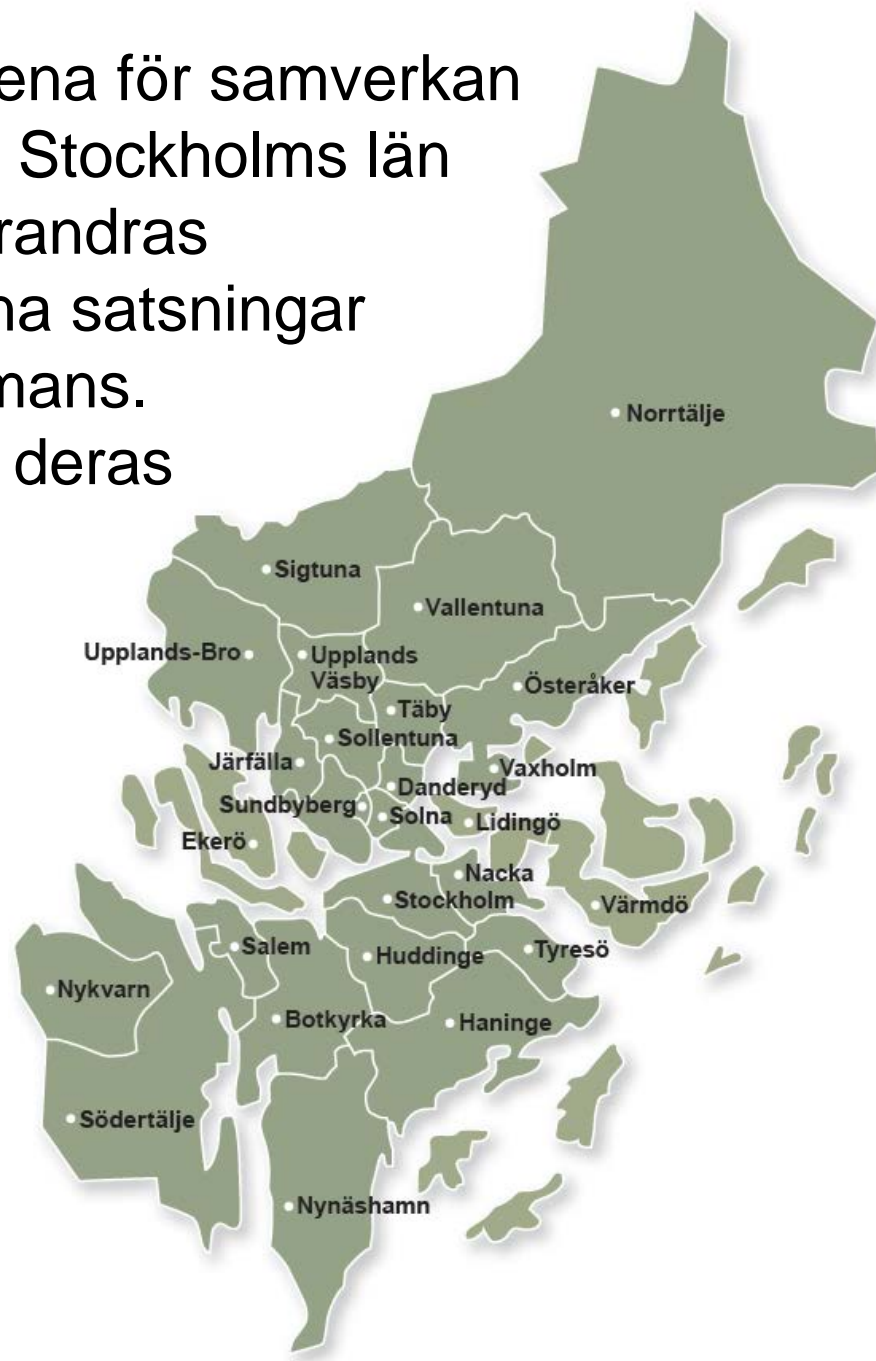 ena för samverkan
Stockholms län
randras
na satsningar
mans.
deras
Norrtälje
Sigtuna
Vallentuna
Upplands-Bro
Upplands
Väsby
Österåker
Täby
Sollentuna
Järfälla
Vaxholm
Danderyd
Sundbyberg
Solna
Lidingö
Ekerö
Nacka
Stockholm
Värmdö
Salem
Huddinge
Tyresö
Nykvarn
Botkyrka
Haninge
Södertälje
Nynäshamn